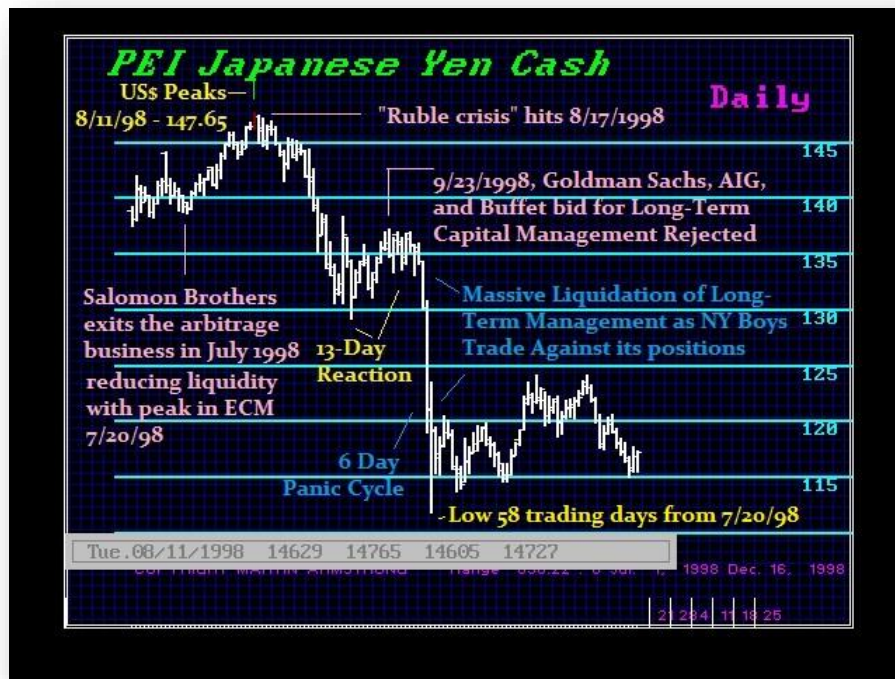 PEI Japanese Yen Cash
Daily
US$ Peaks
8/11/98 - 147.65
"Ruble crisis" hits 8/17/1998
145
9/23/1998, Goldman Sachs, AIG,
and Buffet bid for Long-Term
Capital Management Rejected
140
135
Salomon Brothers
exits the arbitrage
business in July 1998
reducing liquidity
with peak in ECM
7/20/98
13-Day
Reaction
Massive Liquidation of Long-
Term Management as NY Boys
Trade Against its positions
130
125
120
6 Day
Panic Cycle
115
Low 58 trading days from 7/20/98
Tue.08/11/1998 14629 14765 14605 14727
COPYRIGHT MARTIN ARMSTRONG 1998 Dec. 16, 1998
21 28 4 11 18 25